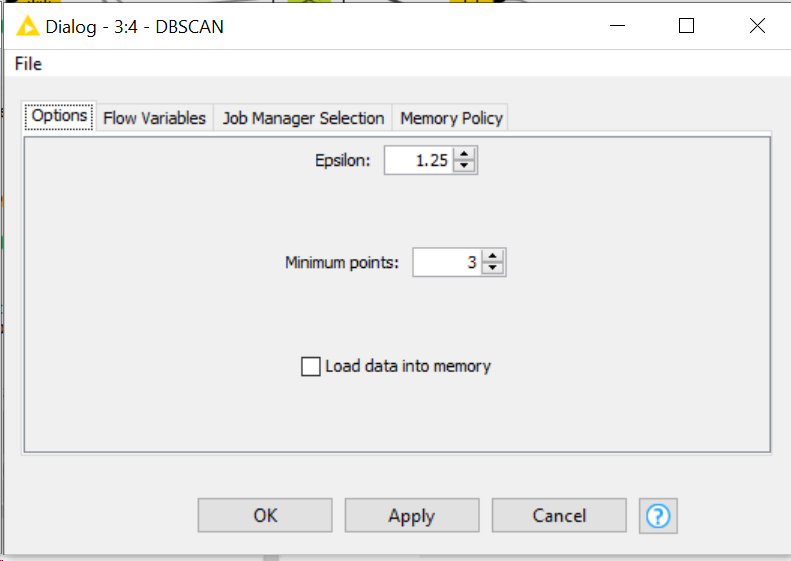 Dialog - 3:4 - DBSCAN
File
Options Flow Variables Job Manager Selection Memory Policy
Epsilon: 1.25
Minimum points: 3
Load data into memory
OK Apply Cancel ?